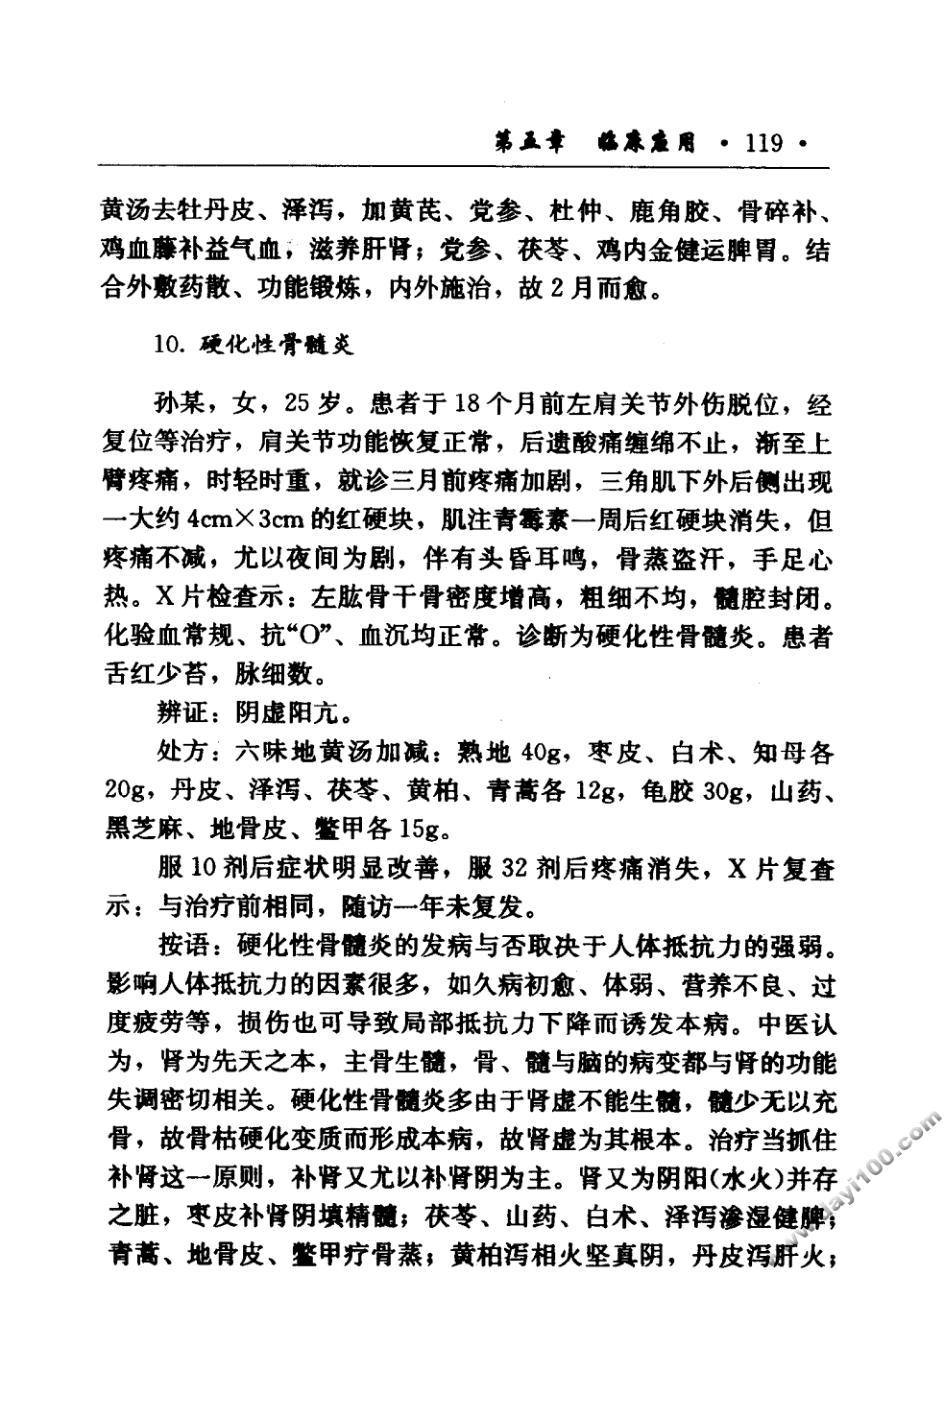 第五章　临床应用 · 119 ·
黄汤去牡丹皮、泽泻，加黄芪、党参、杜仲、鹿角胶、骨碎补、
鸡血藤补益气血，滋养肝肾；党参、茯苓、鸡内金健运脾胃。结
合外敷药散、功能锻炼，内外施治，故 2 月而愈。
10. 硬化性骨髓炎
孙某，女，25 岁。患者于 18 个月前左肩关节外伤脱位，经
复位等治疗，肩关节功能恢复正常，后遗酸痛缠绵不止，渐至上
臂疼痛，时轻时重，就诊三月前疼痛加剧，三角肌下外后侧出现
一大约 4cm×3cm 的红硬块，肌注青霉素一周后红硬块消失，但
疼痛不减，尤以夜间为剧，伴有头昏耳鸣，骨蒸盗汗，手足心
热。X 片检查示：左肱骨干骨密度增高，粗细不均，髓腔封闭。
化验血常规、抗“O”、血沉均正常。诊断为硬化性骨髓炎。患者
舌红少苔，脉细数。
辨证：阴虚阳亢。
处方：六味地黄汤加减：熟地 40g，枣皮、白术、知母各
20g，丹皮、泽泻、茯苓、黄柏、青蒿各 12g，龟胶 30g，山药、
黑芝麻、地骨皮、鳖甲各 15g。
服 10 剂后症状明显改善，服 32 剂后疼痛消失，X 片复查
示：与治疗前相同，随访一年未复发。
按语：硬化性骨髓炎的发病与否取决于人体抵抗力的强弱。
影响人体抵抗力的因素很多，如久病初愈、体弱、营养不良、过
度疲劳等，损伤也可导致局部抵抗力下降而诱发本病。中医认
为，肾为先天之本，主骨生髓，骨、髓与脑的病变都与肾的功能
失调密切相关。硬化性骨髓炎多由于肾虚不能生髓，髓少无以充
骨，故骨枯硬化变质而形成本病，故肾虚为其根本。治疗当抓住
补肾这一原则，补肾又尤以补肾阴为主。肾又为阴阳(水火)并存
之脏，枣皮补肾阴填精髓；茯苓、山药、白术、泽泻渗湿健脾；
青蒿、地骨皮、鳖甲疗骨蒸；黄柏泻相火坚真阴，丹皮泻肝火；